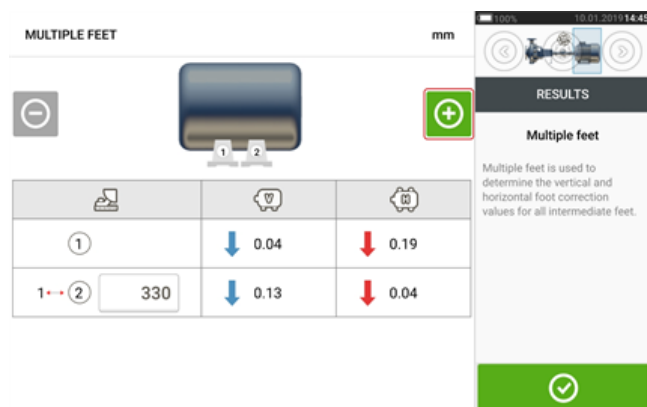 MULTIPLE FEET
mm
1 2
V H
1 0.04 0.19
1 2 330 0.13 0.04
100% 10.01.2019 14:45
RESULTS
Multiple feet
Multiple feet is used to
determine the vertical and
horizontal foot correction
values for all intermediate feet.